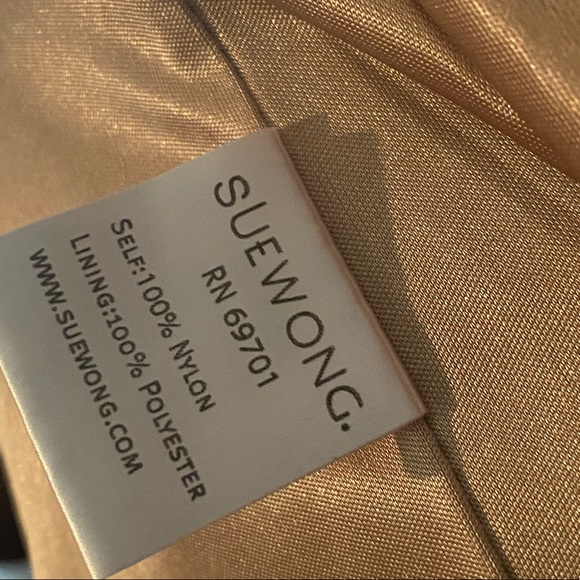 SUEWONG.
RN 69701
SELF:100% NYLON
LINING:100% POLYESTER
WWW.SUEWONG.COM